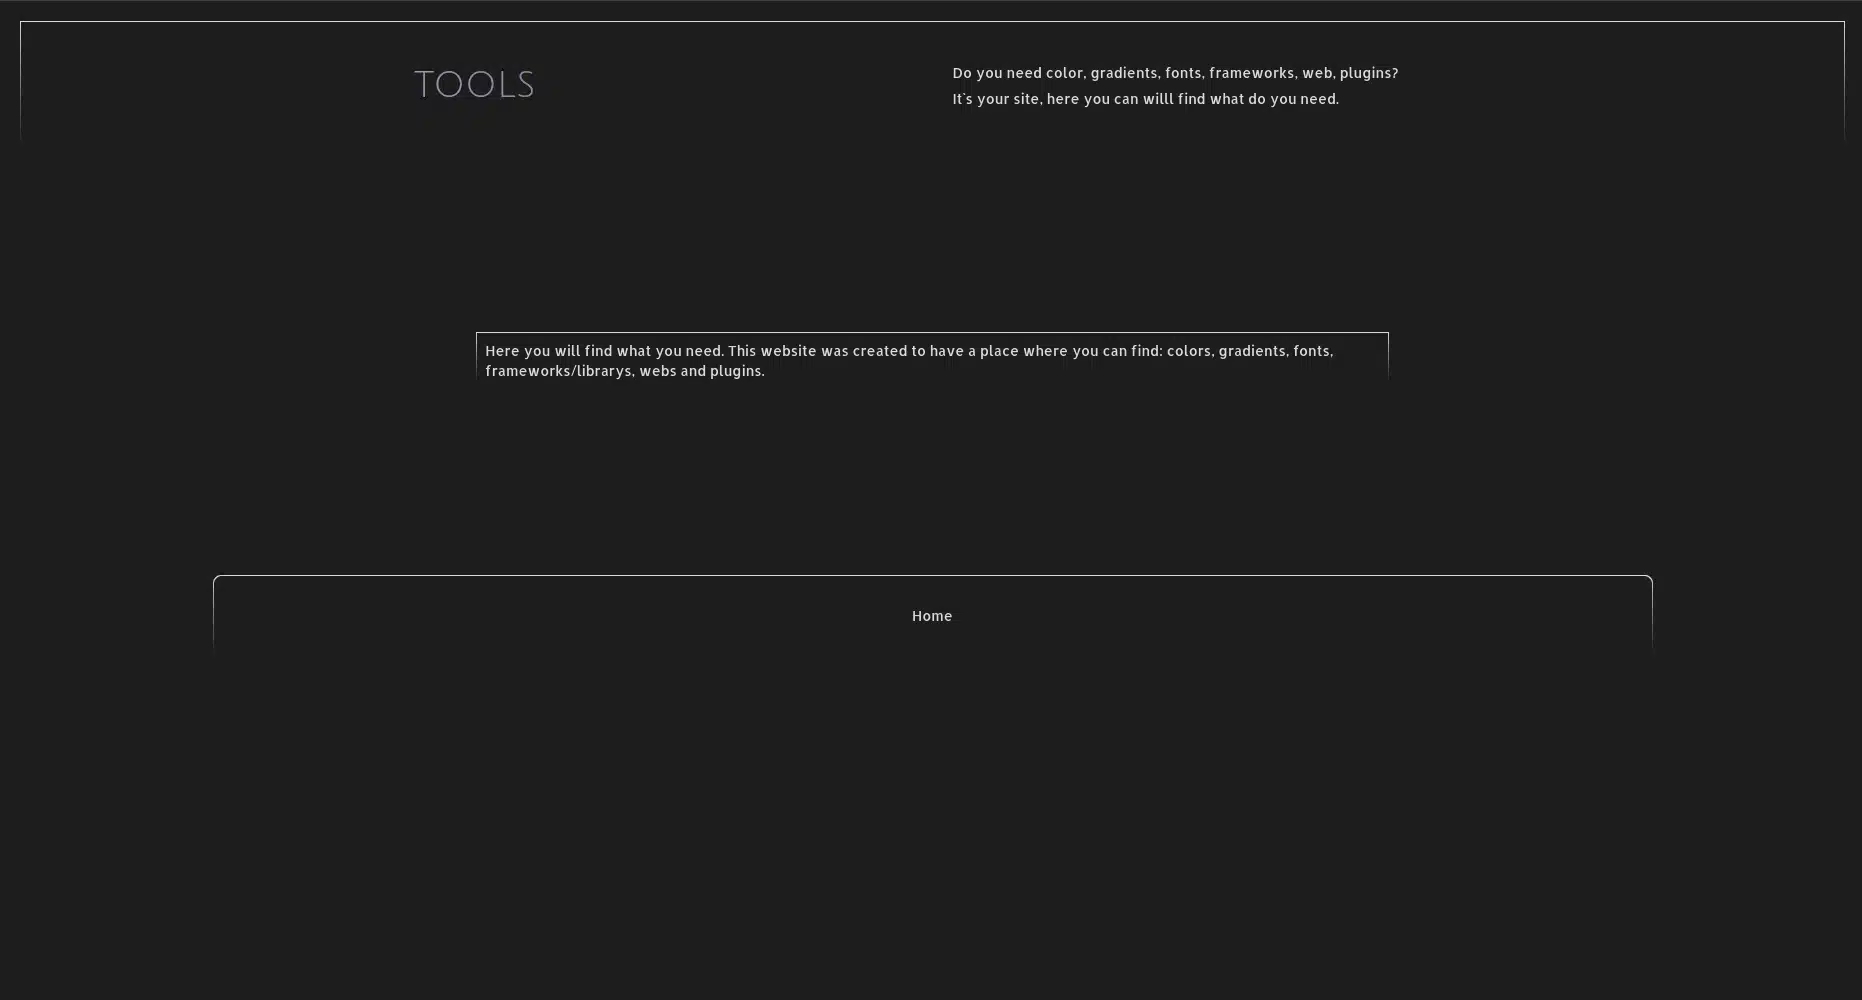 TOOLS
Do you need color, gradients, fonts, frameworks, web, plugins?
It`s your site, here you can willl find what do you need.
Here you will find what you need. This website was created to have a place where you can find: colors, gradients, fonts,
frameworks/librarys, webs and plugins.
Home